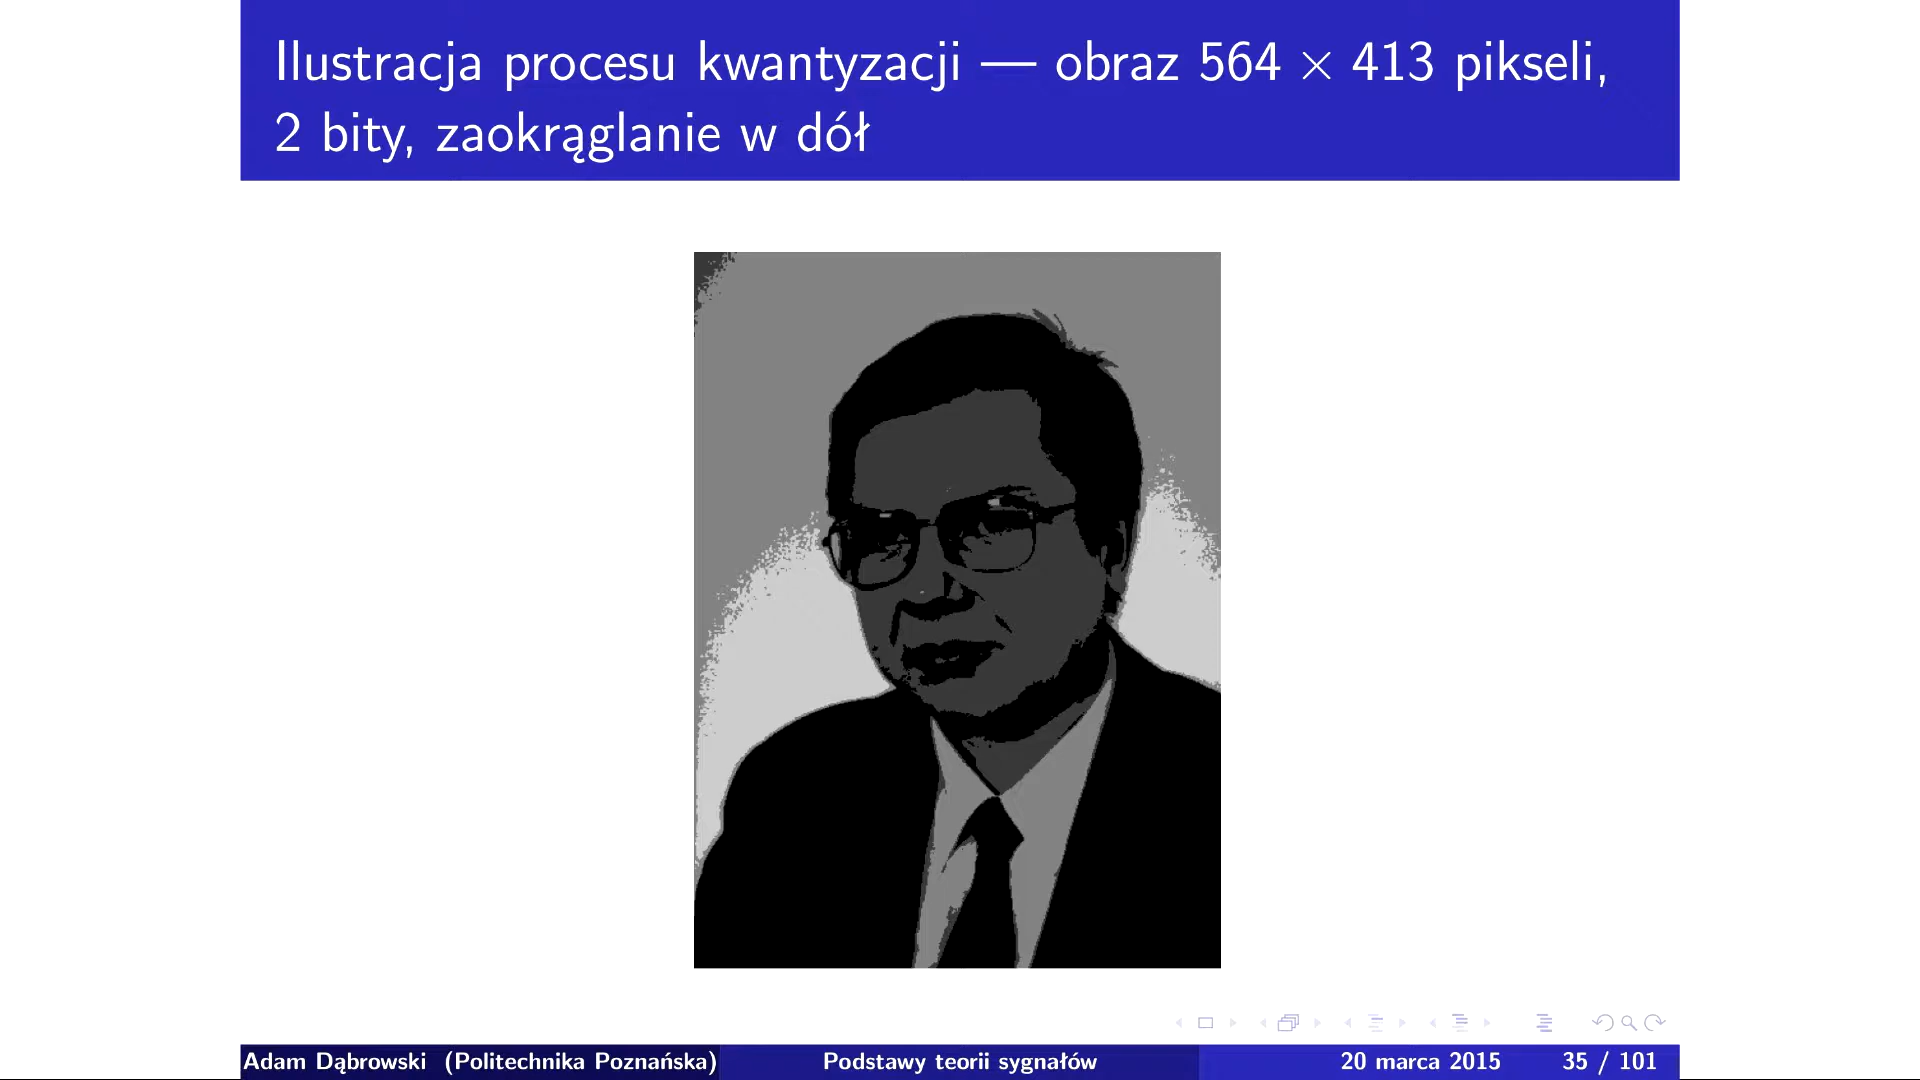 Ilustracja procesu kwantyzacji — obraz 564 × 413 pikseli,
2 bity, zaokrąglanie w dół
Adam Dąbrowski (Politechnika Poznańska) Podstawy teorii sygnałów 20 marca 2015 35 / 101